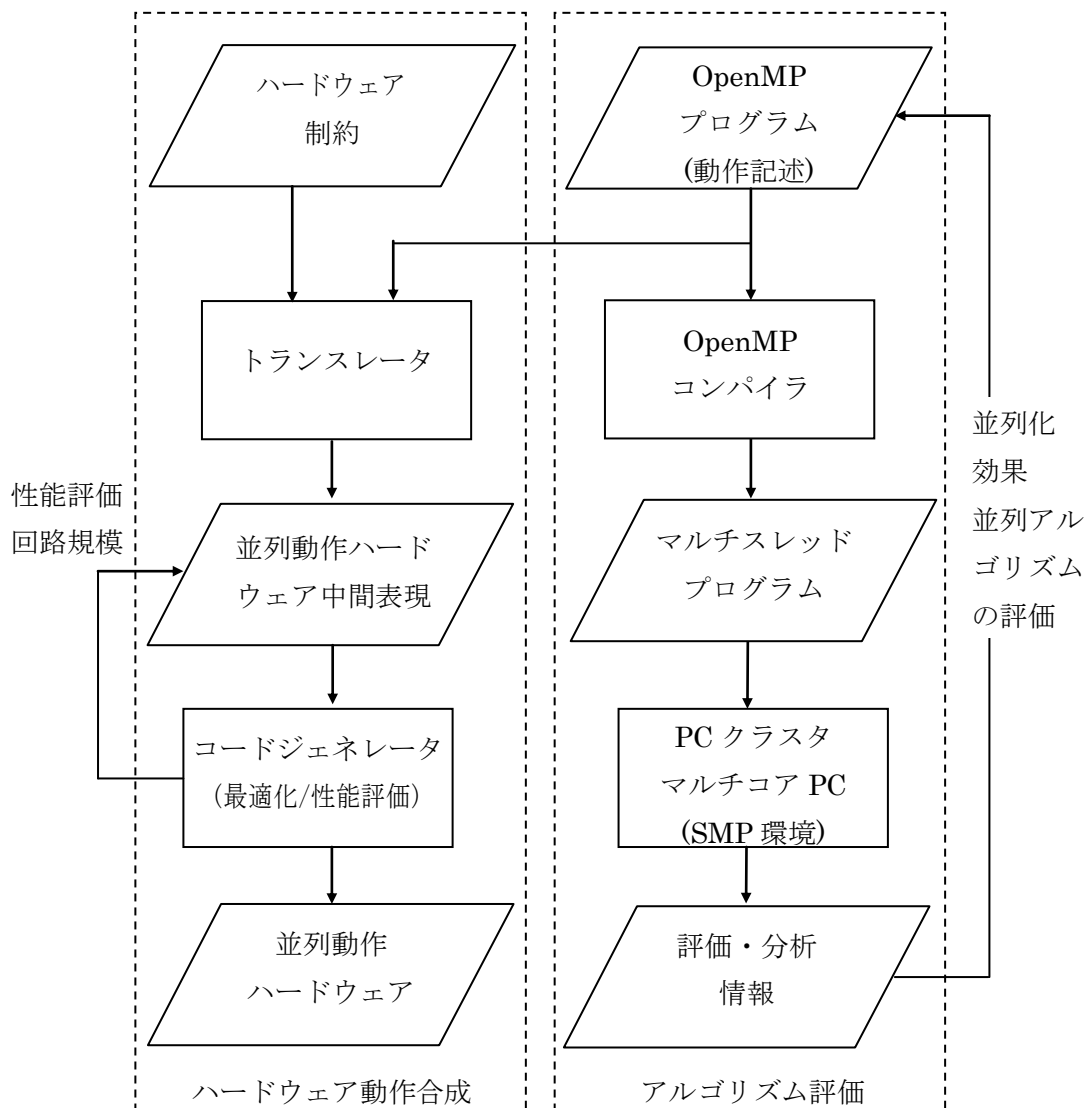 ハードウェア
制約
OpenMP
プログラム
(動作記述)
トランスレータ
OpenMP
コンパイラ
並列化
効果
並列アル
ゴリズム
の評価
性能評価
回路規模
並列動作ハード
ウェア中間表現
マルチスレッド
プログラム
コードジェネレータ
(最適化/性能評価)
PC クラスタ
マルチコア PC
(SMP 環境)
並列動作
ハードウェア
評価・分析
情報
ハードウェア動作合成
アルゴリズム評価